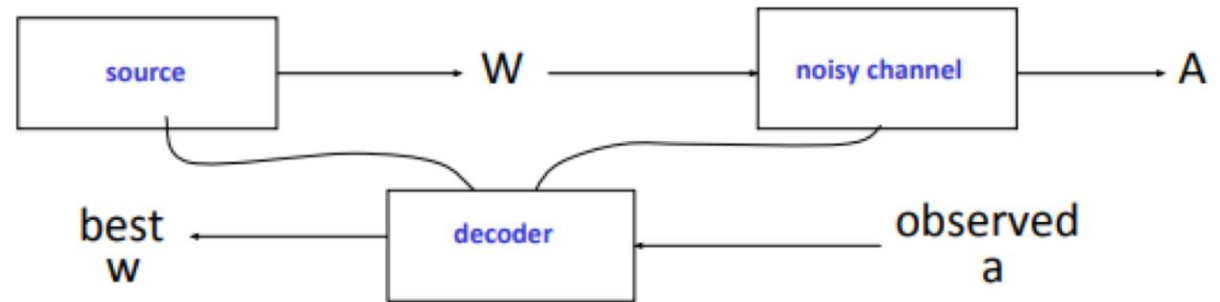 source
W
noisy channel
A
best
w
decoder
observed
a